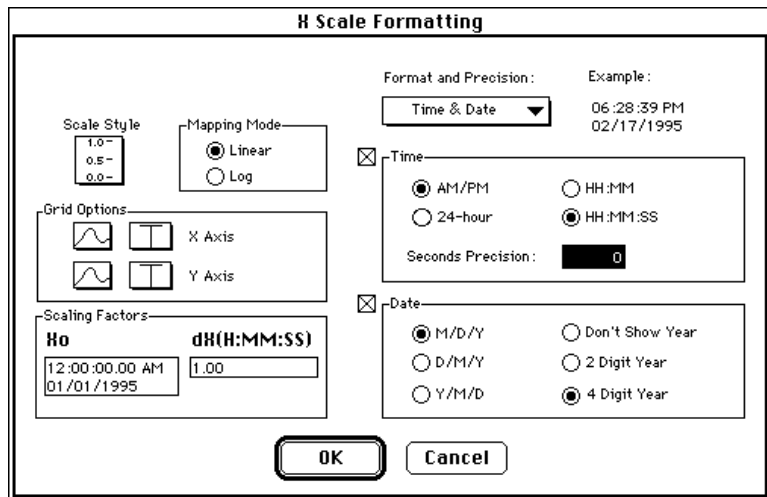 X Scale Formatting
Format and Precision:
Example:
Time & Date
06:28:39 PM
02/17/1995
Scale Style
1.0
0.5
0.0
Mapping Mode
Linear
Log
Grid Options
X Axis
Y Axis
Scaling Factors
Xo
dX(H:MM:SS)
12:00:00.00 AM
01/01/1995
1.00
Time
AM/PM
HH:MM
24-hour
HH:MM:SS
Seconds Precision:
0
Date
M/D/Y
Don't Show Year
D/M/Y
2 Digit Year
Y/M/D
4 Digit Year
OK
Cancel